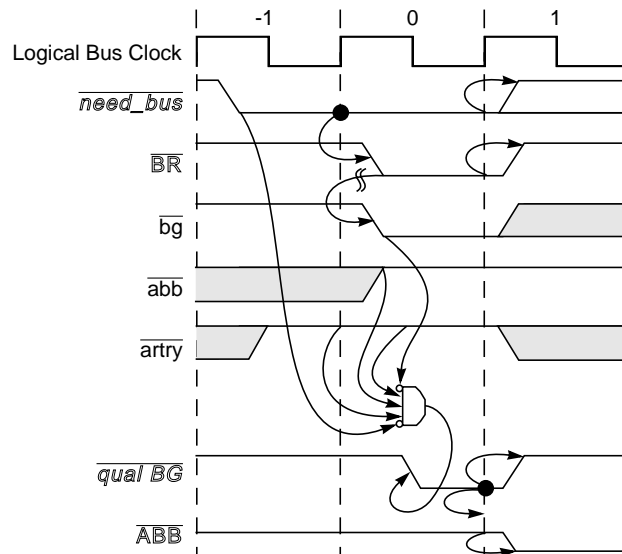 -1 0 1
Logical Bus Clock
need_bus
BR
bg
abb
artry
qual BG
ABB